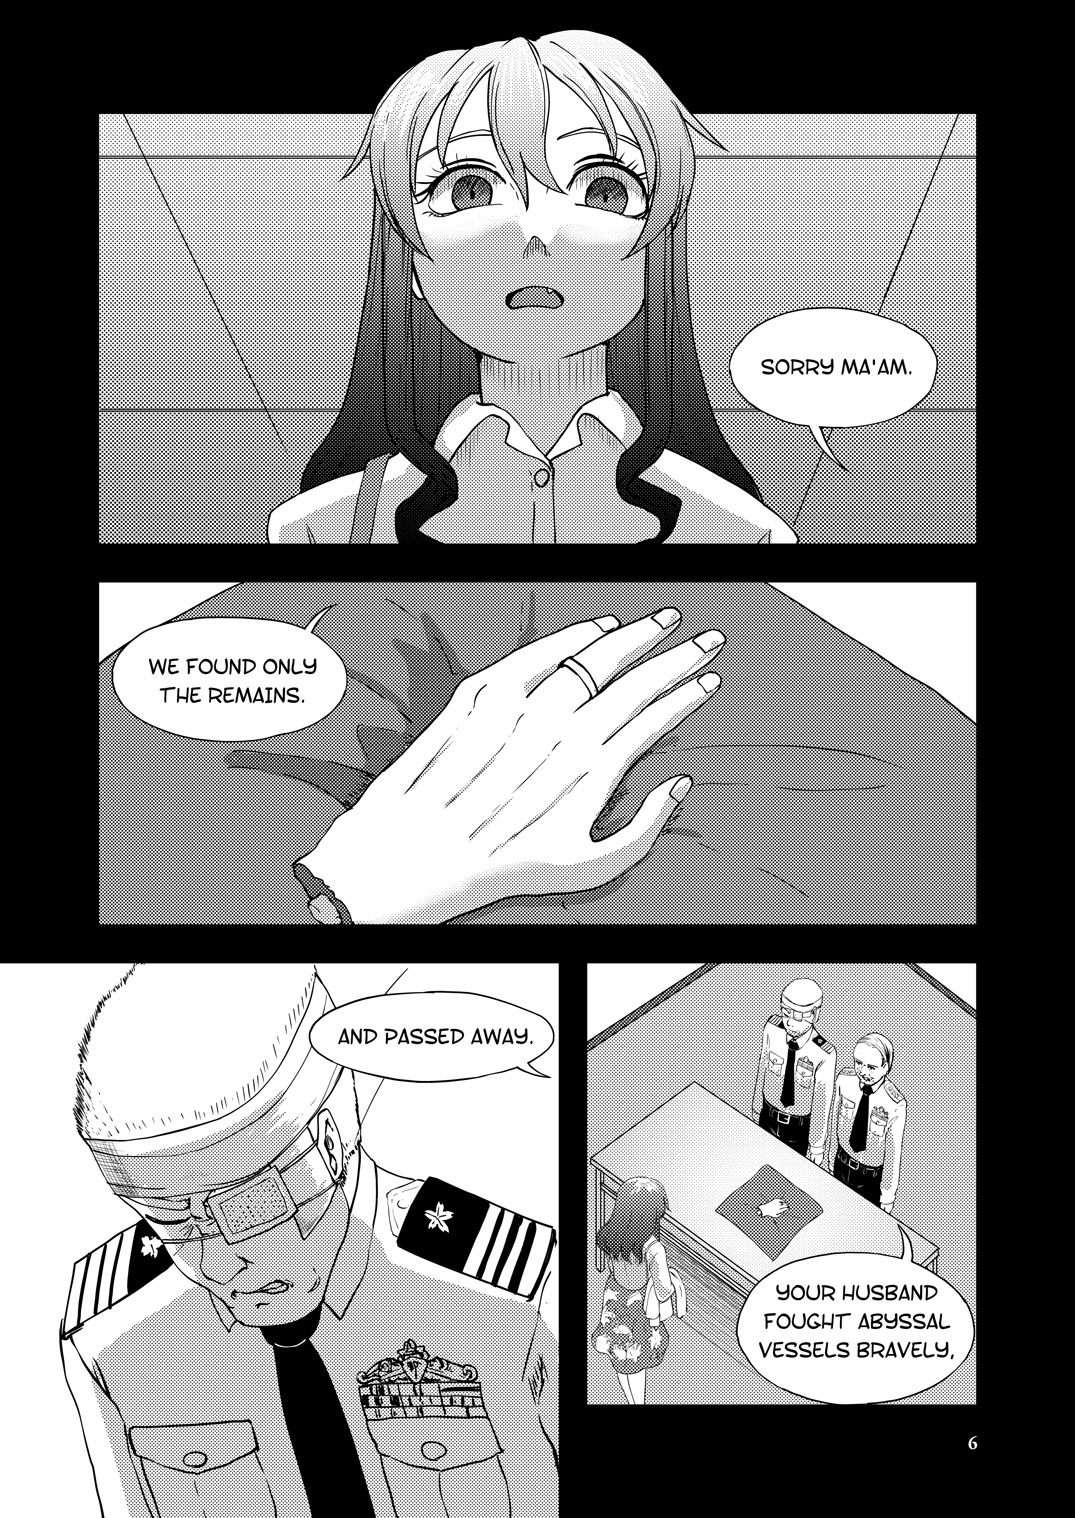 SORRY MA'AM.
WE FOUND ONLY
THE REMAINS.
YOUR HUSBAND
FOUGHT ABYSSAL
VESSELS BRAVELY,
AND PASSED AWAY.
6